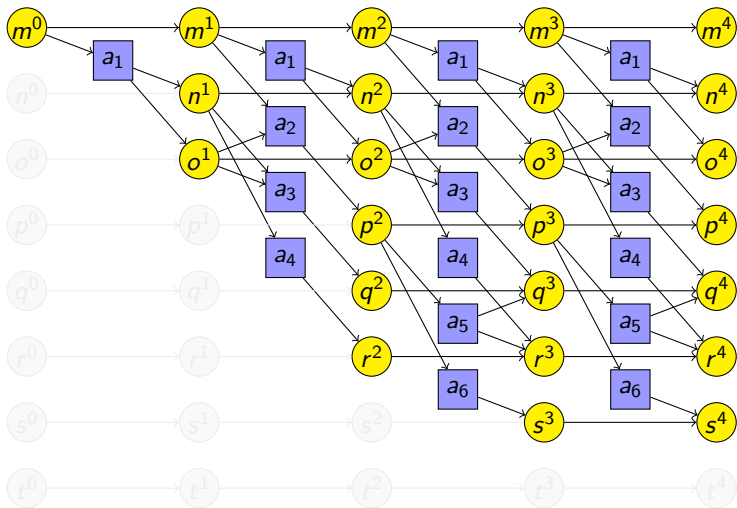 m⁰ m¹ m² m³ m⁴
a₁ a₁ a₁ a₁
n⁰ n¹ n² n³ n⁴
a₂ a₂ a₂
o⁰ o¹ o² o³ o⁴
a₃ a₃ a₃
p⁰ p¹ p² p³ p⁴
a₄ a₄ a₄
q⁰ q¹ q² q³ q⁴
a₅ a₅
r⁰ r¹ r² r³ r⁴
a₆ a₆
s⁰ s¹ s² s³ s⁴
t⁰ t¹ t² t³ t⁴